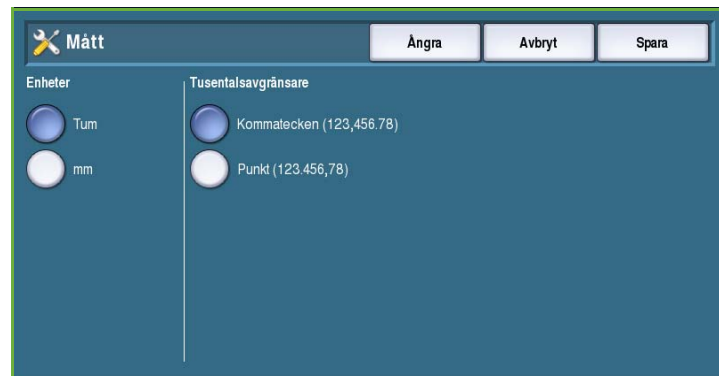 Mått
Ångra
Avbryt
Spara
Enheter
Tusentalsavgränsare
Tum
Kommatecken (123,456.78)
mm
Punkt (123.456,78)